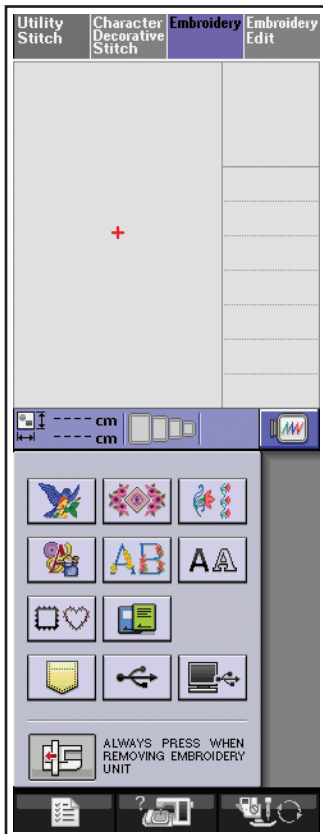 Utility Stitch
Character Decorative Stitch
Embroidery
Embroidery Edit
---- cm
---- cm
AB
AA
ALWAYS PRESS WHEN
REMOVING EMBROIDERY
UNIT
?